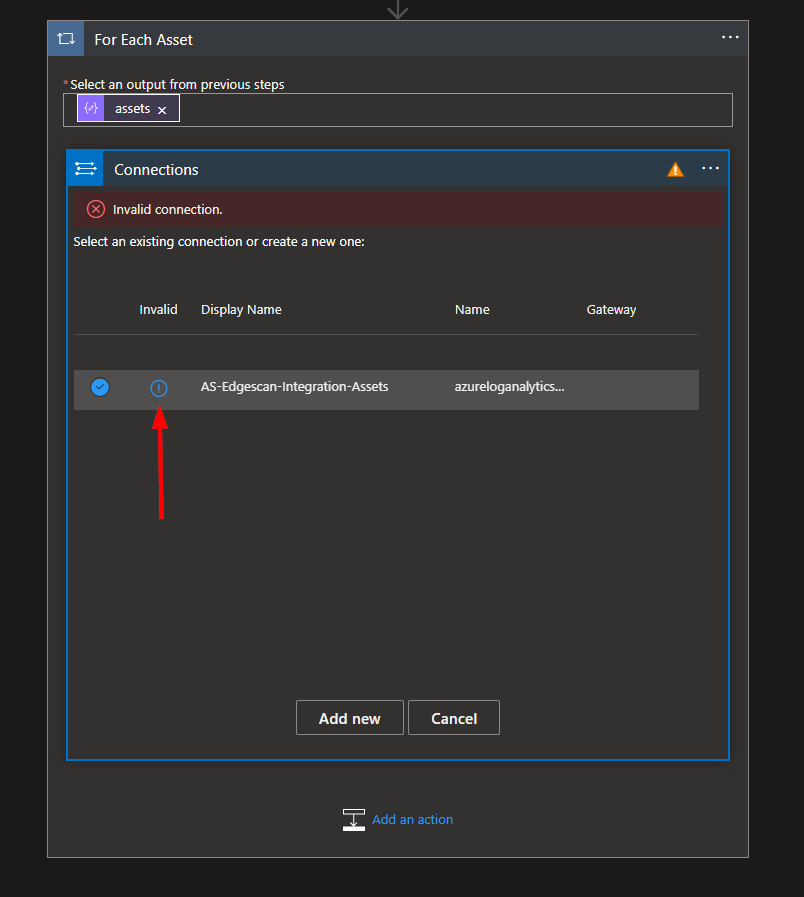 For Each Asset
*Select an output from previous steps
assets
Connections
Invalid connection.
Select an existing connection or create a new one:
Invalid Display Name Name Gateway
AS-Edgescan-Integration-Assets azureloganalytics...
Add new Cancel
Add an action